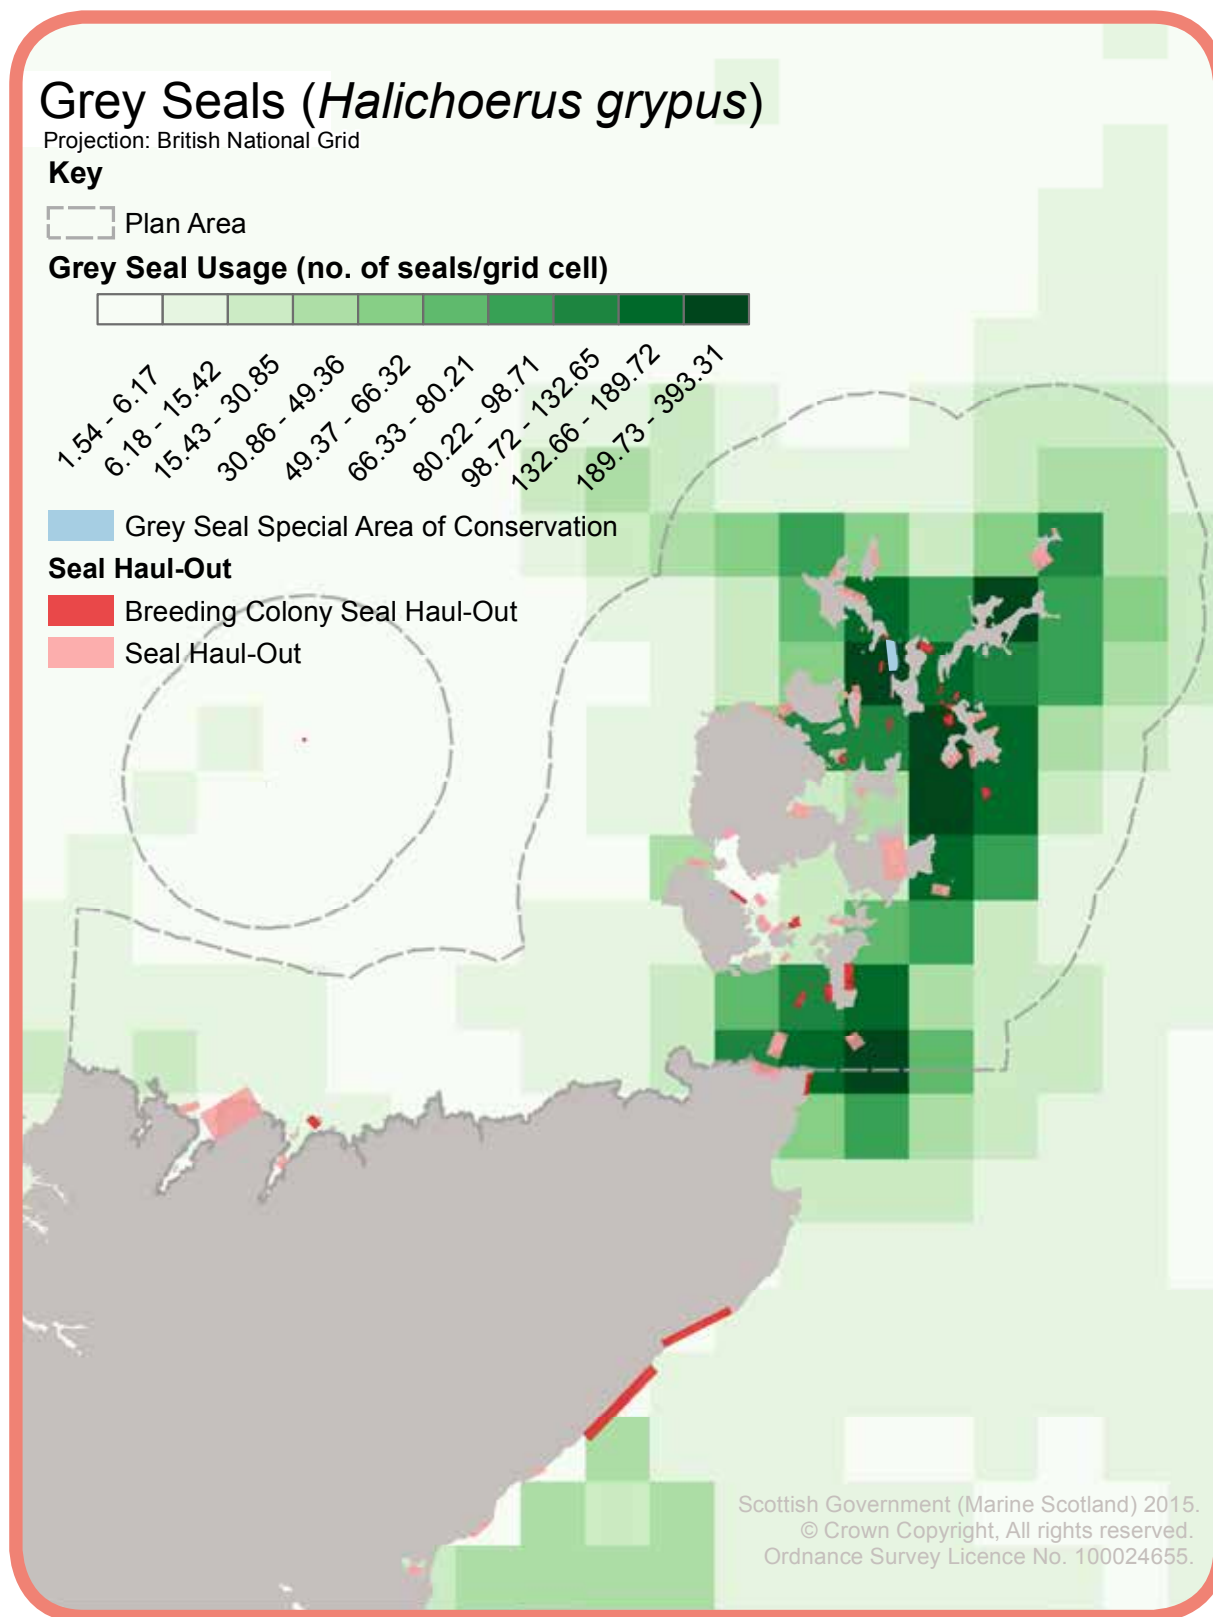 Grey Seals (Halichoerus grypus)
Projection: British National Grid
Key
Plan Area
Grey Seal Usage (no. of seals/grid cell)
1.54 - 6.17
6.18 - 15.42
15.43 - 30.85
30.86 - 49.36
49.37 - 66.32
66.33 - 80.21
80.22 - 98.71
98.72 - 132.65
132.66 - 189.72
189.73 - 393.31
Grey Seal Special Area of Conservation
Seal Haul-Out
Breeding Colony Seal Haul-Out
Seal Haul-Out
Scottish Government (Marine Scotland) 2015.
© Crown Copyright, All rights reserved.
Ordnance Survey Licence No. 100024655.